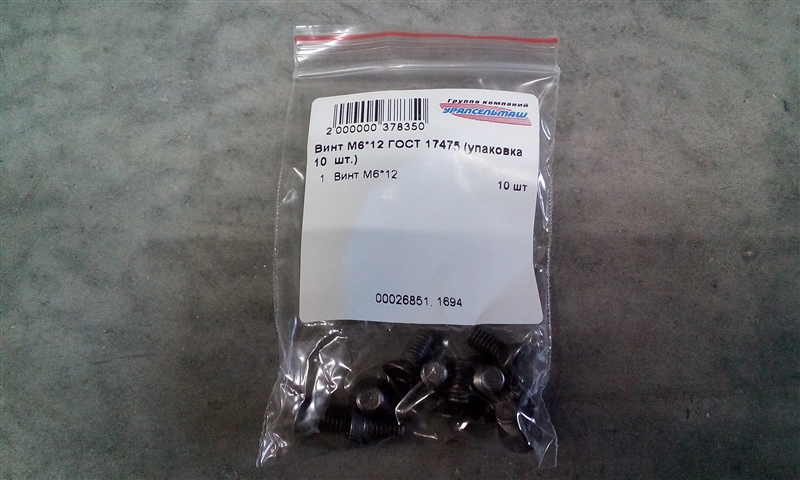 Группа компаний
УРАЛСЕЛЬМАШ
2 000000 378350
Винт М6*12 ГОСТ 17475 (упаковка
10 шт.)
1 Винт М6*12
10 шт
00026851, 1694